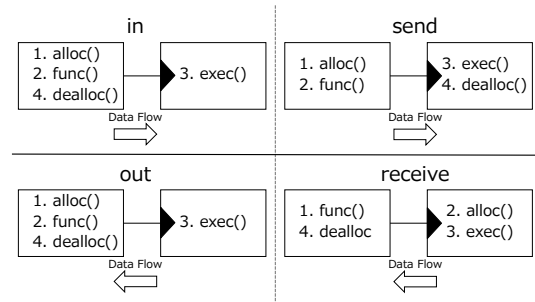 in
1. alloc()
2. func()
4. dealloc()
3. exec()
Data Flow
send
1. alloc()
2. func()
3. exec()
4. dealloc()
Data Flow
out
1. alloc()
2. func()
4. dealloc()
3. exec()
Data Flow
receive
1. func()
4. dealloc
2. alloc()
3. exec()
Data Flow